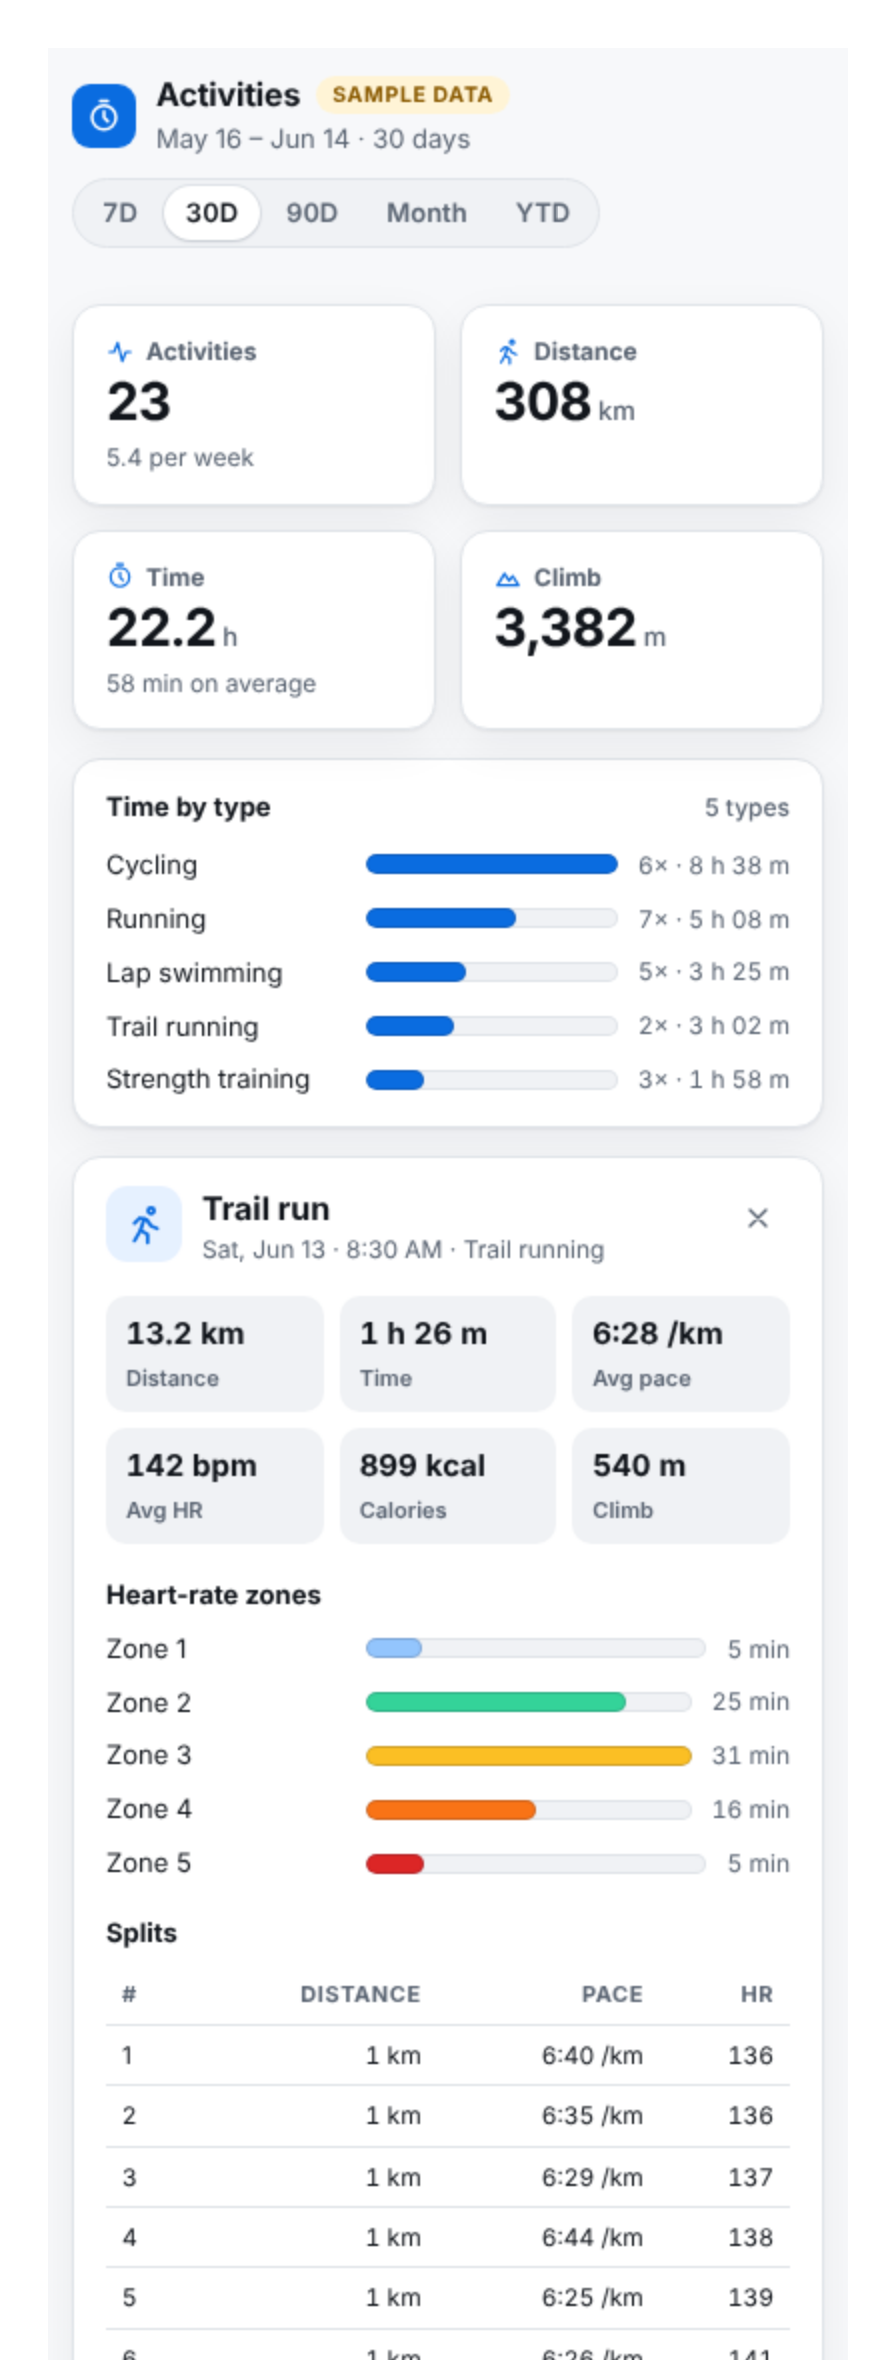 Activities SAMPLE DATA
May 16 – Jun 14 · 30 days
7D 30D 90D Month YTD
Activities
23
5.4 per week
Distance
308 km
Time
22.2 h
58 min on average
Climb
3,382 m
Time by type 5 types
Cycling 6× · 8 h 38 m
Running 7× · 5 h 08 m
Lap swimming 5× · 3 h 25 m
Trail running 2× · 3 h 02 m
Strength training 3× · 1 h 58 m
Trail run ×
Sat, Jun 13 · 8:30 AM · Trail running
13.2 km 1 h 26 m 6:28 /km
Distance Time Avg pace
142 bpm 899 kcal 540 m
Avg HR Calories Climb
Heart-rate zones
Zone 1 5 min
Zone 2 25 min
Zone 3 31 min
Zone 4 16 min
Zone 5 5 min
Splits
# DISTANCE PACE HR
1 1 km 6:40 /km 136
2 1 km 6:35 /km 136
3 1 km 6:29 /km 137
4 1 km 6:44 /km 138
5 1 km 6:25 /km 139
6 1 km 6:26 /km 141